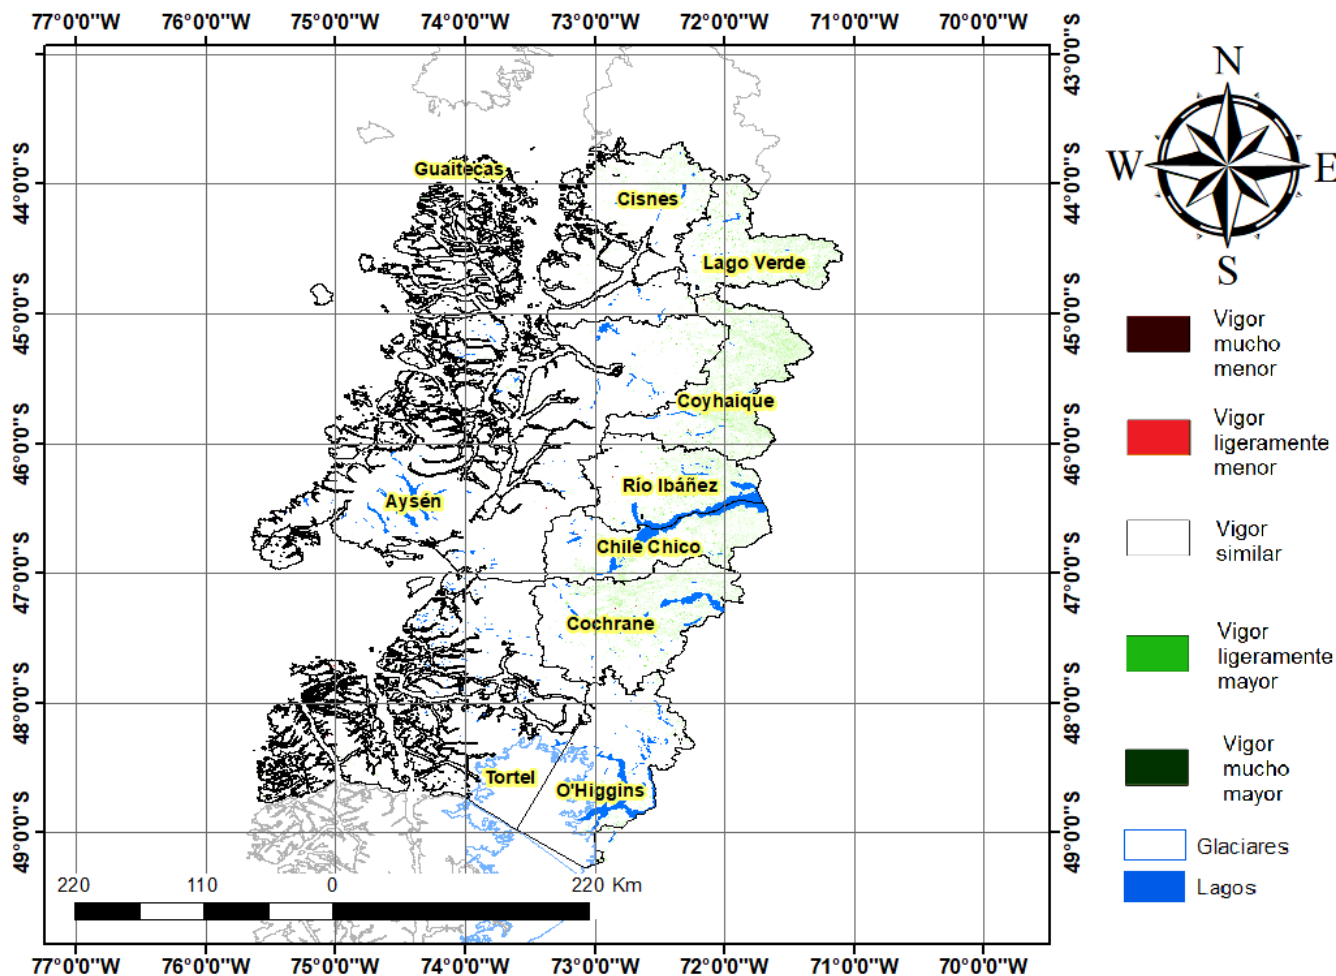 77°0'0"W 76°0'0"W 75°0'0"W 74°0'0"W 73°0'0"W 72°0'0"W 71°0'0"W 70°0'0"W
43°0'0"S
44°0'0"S 44°0'0"S
45°0'0"S 45°0'0"S
46°0'0"S 46°0'0"S
47°0'0"S 47°0'0"S
48°0'0"S 48°0'0"S
49°0'0"S 49°0'0"S
Guaitecas
Cisnes
Lago Verde
Coyhaique
Río Ibáñez
Aysén
Chile Chico
Cochrane
Tortel
O'Higgins
220 110 0 220 Km
77°0'0"W 76°0'0"W 75°0'0"W 74°0'0"W 73°0'0"W 72°0'0"W 71°0'0"W 70°0'0"W
N
W E
S
Vigor
mucho
menor
Vigor
ligeramente
menor
Vigor
similar
Vigor
ligeramente
mayor
Vigor
mucho
mayor
Glaciares
Lagos